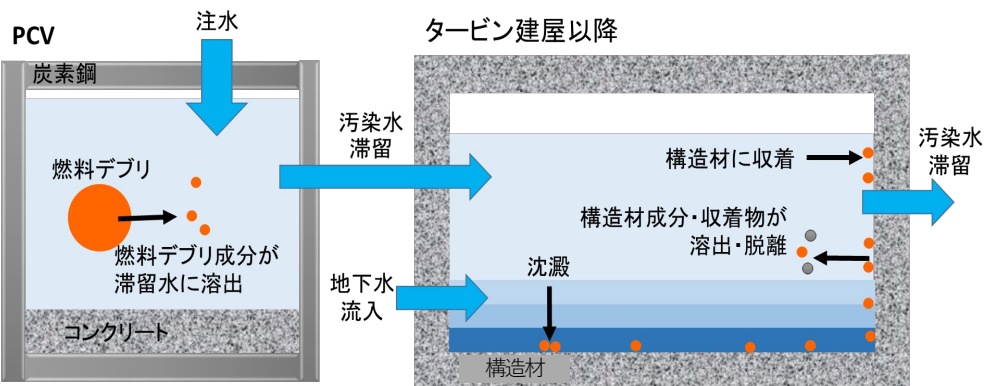 PCV
注水
炭素鋼
燃料デブリ
燃料デブリ成分が
滞留水に溶出
コンクリート
汚染水
滞留
地下水
流入
タービン建屋以降
構造材に収着
構造材成分・収着物が
溶出・脱離
沈澱
構造材
汚染水
滞留